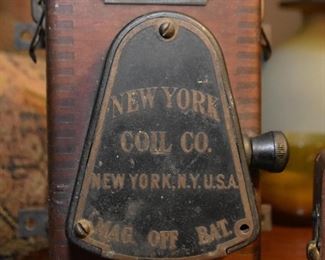 NEW YORK
COIL CO.
NEW YORK, N.Y. U.S.A.
MAG. OFF BAT.